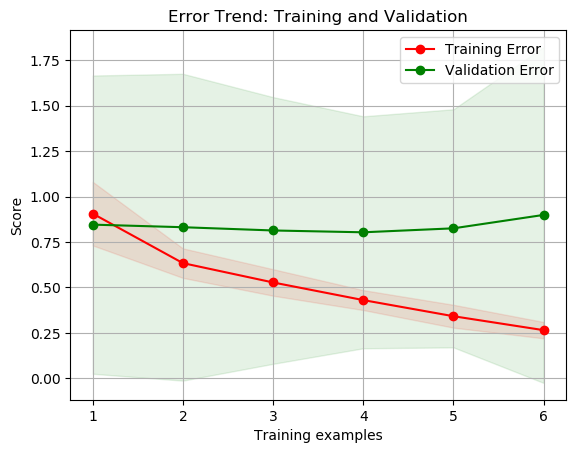 Error Trend: Training and Validation
Training Error
Validation Error
Score
1.75
1.50
1.25
1.00
0.75
0.50
0.25
0.00
1 2 3 4 5 6
Training examples